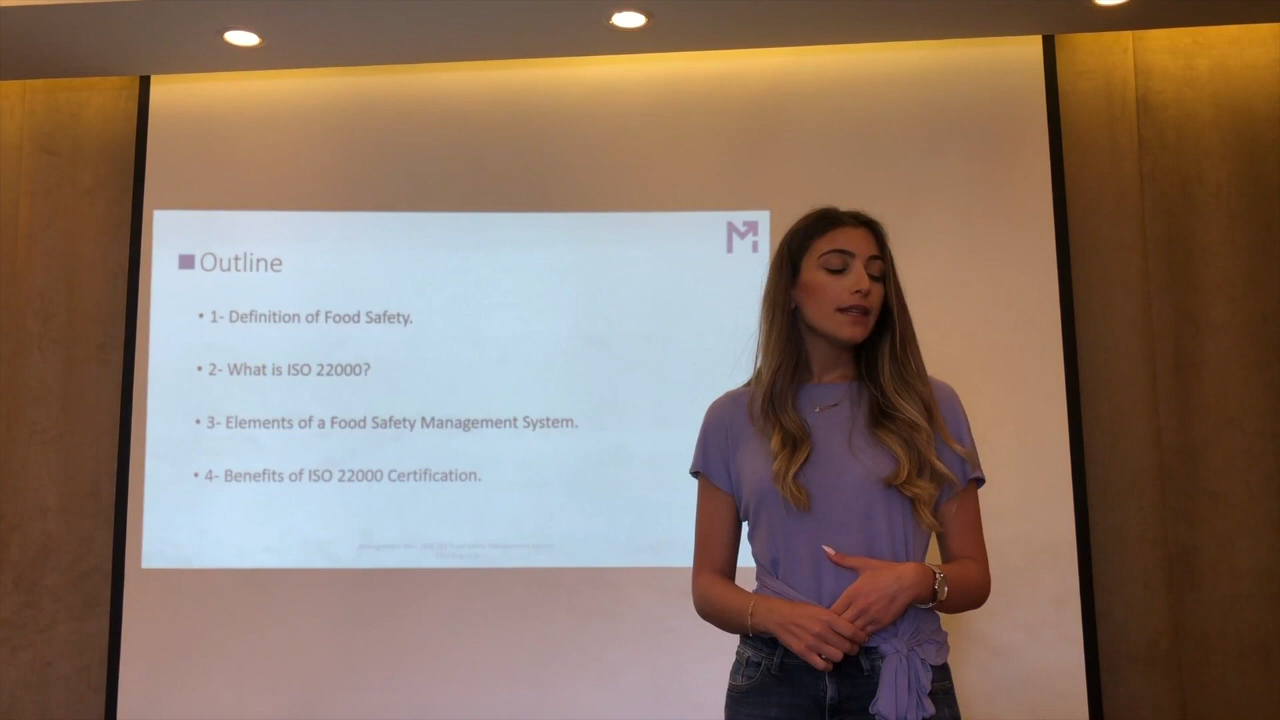 Outline
• 1- Definition of Food Safety.
• 2- What is ISO 22000?
• 3- Elements of a Food Safety Management System.
• 4- Benefits of ISO 22000 Certification.